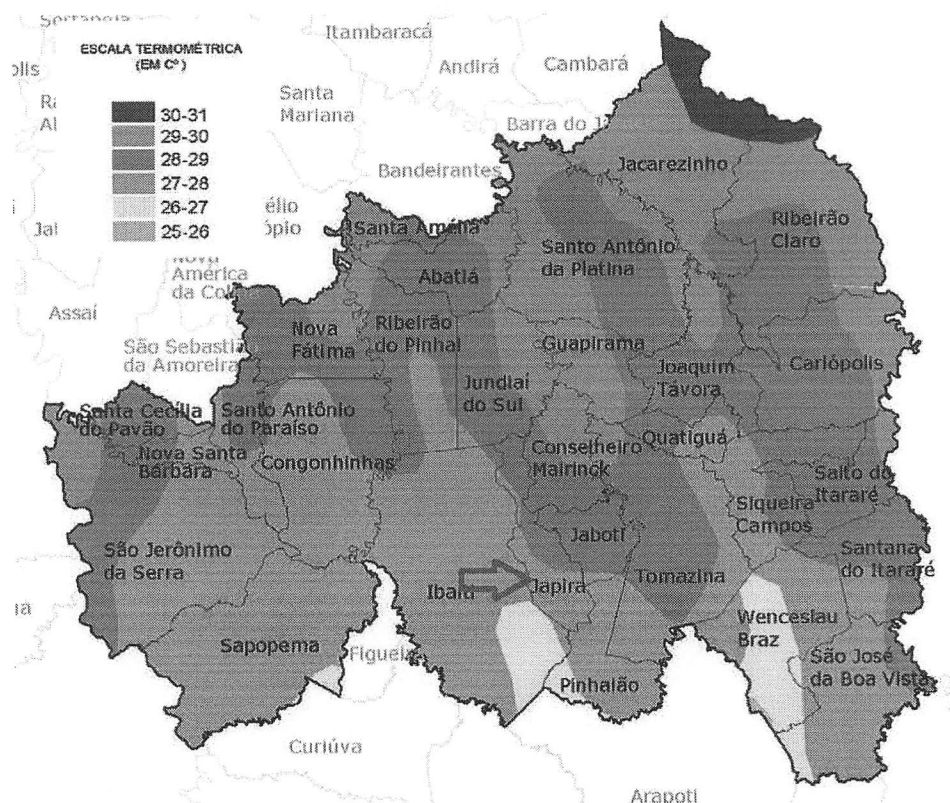 Itambaracá
ESCALA TERMOMÉTRICA
(EM Cº)
Andirá
Cambará
Santa
Mariana
30-31
29-30
28-29
27-28
26-27
25-26
Bandeirantes
Jacarezinho
Santa Amélia
Ribeirão
Claro
Santo Antônio
da Platina
Abatiá
América
Assaí
São Sebastiã
da Amoreira
Nova
Fátima
Ribeirão
do Pinhal
Guapirama
Joaquim
Távora
Carlópolis
Jundiaí
do Sul
Santa Cecília
do Pavão
Santo Antônio
do Paraíso
Nova Santa
Bárbara
Congonhinhas
Conselheiro
Mairinck
Quatiguá
Salto do
Itararé
Siqueira
Campos
Jaboti
São Jerônimo
da Serra
Santana
do Itararé
Japira
Tomazina
Wenceslau
Braz
Sapopema
São José
da Boa Vista
Pinhalão
Curiúva
Arapoti